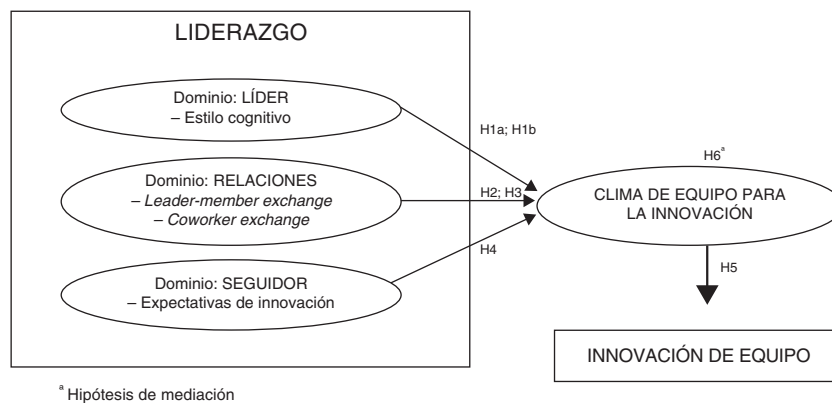 LIDERAZGO
Dominio: LÍDER
– Estilo cognitivo
H1a; H1b
Dominio: RELACIONES
– Leader-member exchange
– Coworker exchange
H2; H3
H6ª
CLIMA DE EQUIPO PARA
LA INNOVACIÓN
H4
Dominio: SEGUIDOR
– Expectativas de innovación
H5
INNOVACIÓN DE EQUIPO
ª Hipótesis de mediación